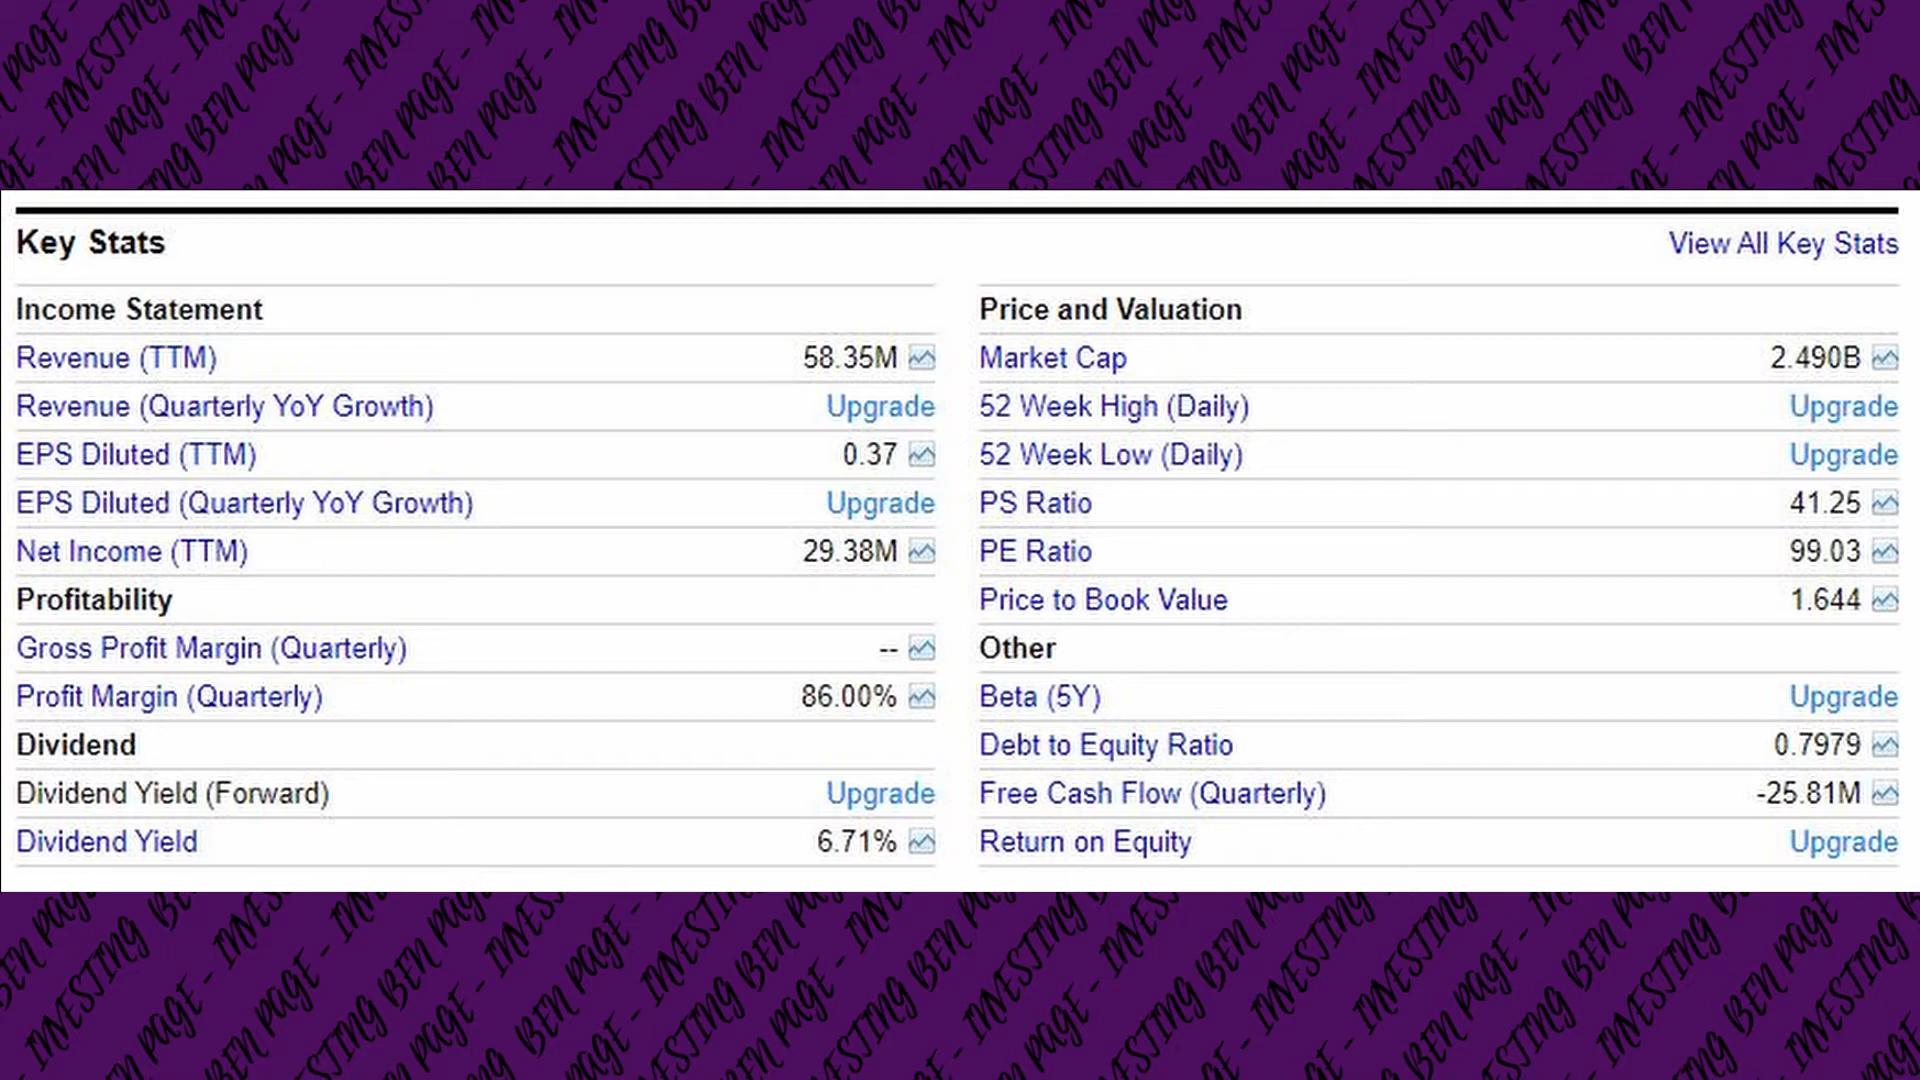 Key Stats
View All Key Stats
Income Statement
Revenue (TTM) 58.35M
Revenue (Quarterly YoY Growth) Upgrade
EPS Diluted (TTM) 0.37
EPS Diluted (Quarterly YoY Growth) Upgrade
Net Income (TTM) 29.38M
Profitability
Gross Profit Margin (Quarterly) --
Profit Margin (Quarterly) 86.00%
Dividend
Dividend Yield (Forward) Upgrade
Dividend Yield 6.71%
Price and Valuation
Market Cap 2.490B
52 Week High (Daily) Upgrade
52 Week Low (Daily) Upgrade
PS Ratio 41.25
PE Ratio 99.03
Price to Book Value 1.644
Other
Beta (5Y) Upgrade
Debt to Equity Ratio 0.7979
Free Cash Flow (Quarterly) -25.81M
Return on Equity Upgrade